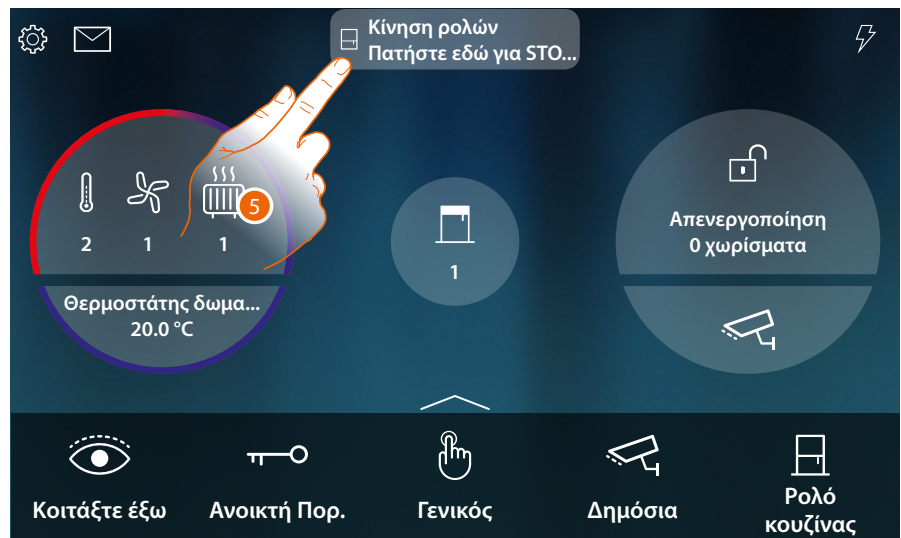 Κίνηση ρολών
Πατήστε εδώ για STO...
5
2 1 1
Θερμοστάτης δωμα...
20.0 °C
1
Απενεργοποίηση
0 χωρίσματα
Κοιτάξτε έξω
Ανοικτή Πορ.
Γενικός
Δημόσια
Ρολό
κουζίνας